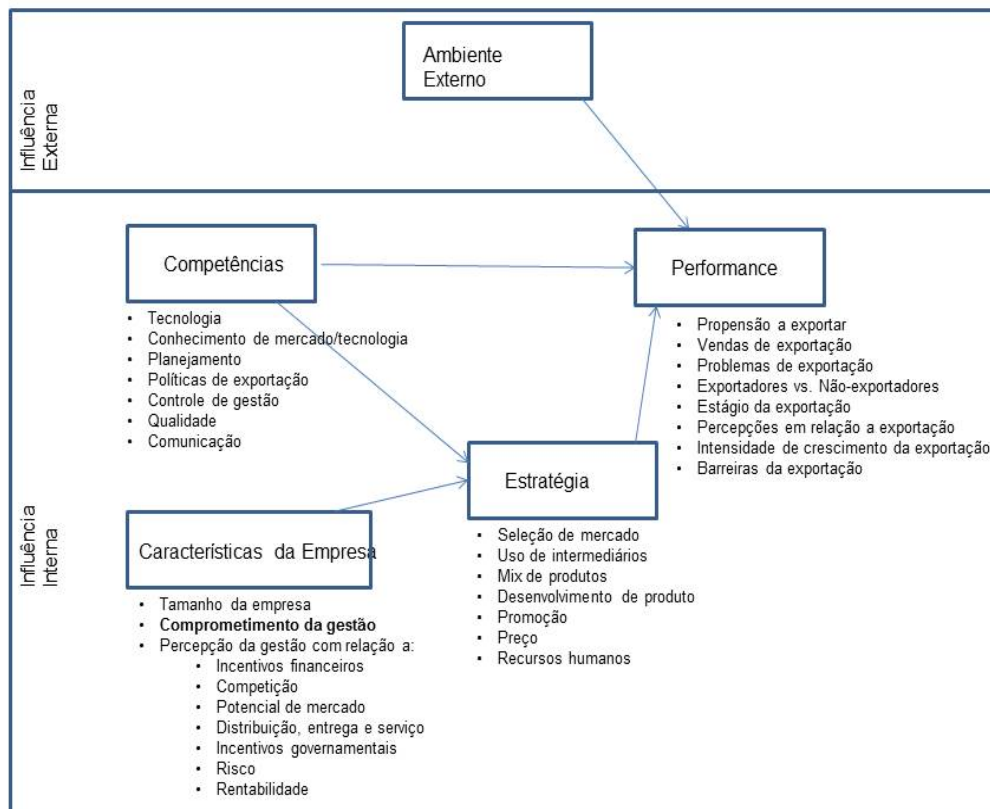 Influência
Externa
Ambiente
Externo
Influência
Interna
Competências
• Tecnologia
• Conhecimento de mercado/tecnologia
• Planejamento
• Políticas de exportação
• Controle de gestão
• Qualidade
• Comunicação
Performance
• Propensão a exportar
• Vendas de exportação
• Problemas de exportação
• Exportadores vs. Não-exportadores
• Estágio da exportação
• Percepções em relação a exportação
• Intensidade de crescimento da exportação
• Barreiras da exportação
Estratégia
• Seleção de mercado
• Uso de intermediários
• Mix de produtos
• Desenvolvimento de produto
• Promoção
• Preço
• Recursos humanos
Característícas da Empresa
• Tamanho da empresa
• Comprometimento da gestão
• Percepção da gestão com relação a:
• Incentivos financeiros
• Competição
• Potencial de mercado
• Distribuição, entrega e serviço
• Incentivos governamentais
• Risco
• Rentabilidade